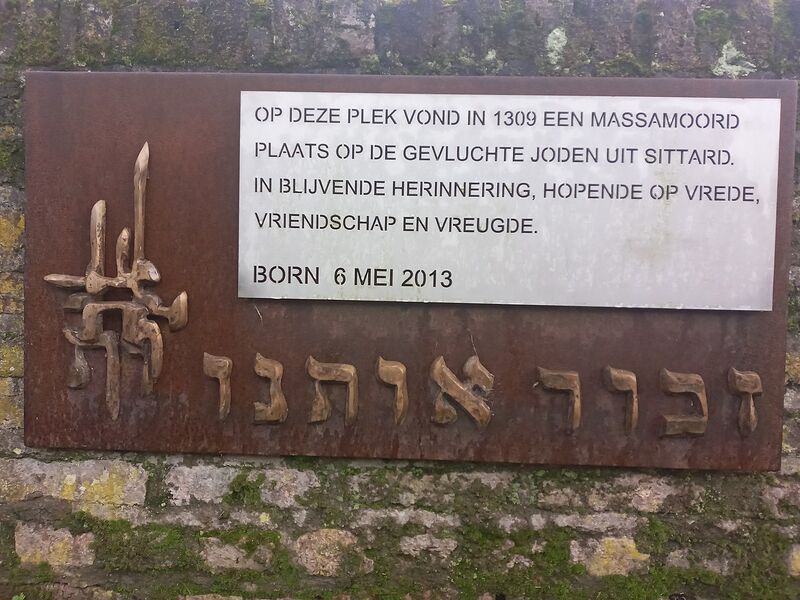 OP DEZE PLEK VOND IN 1309 EEN MASSAMOORD
PLAATS OP DE GEVLUCHTE JODEN UIT SITTARD.
IN BLIJVENDE HERINNERING, HOPENDE OP VREDE,
VRIENDSCHAP EN VREUGDE.
BORN 6 MEI 2013
זכור אותנו